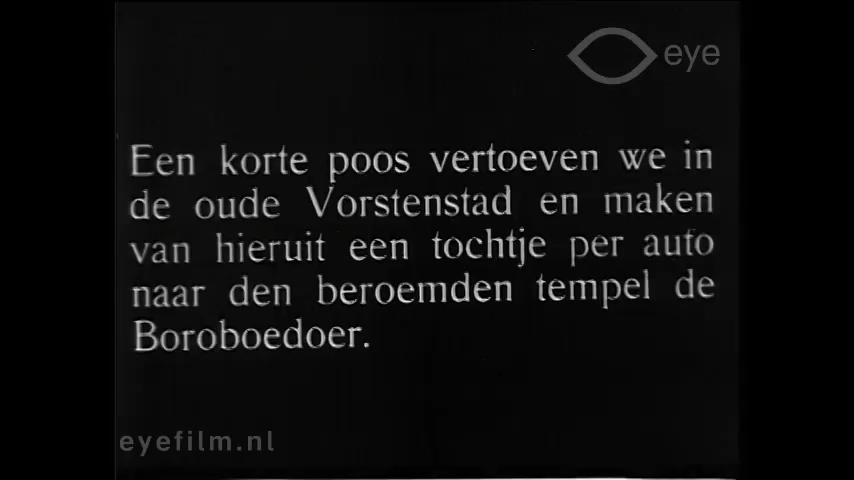 eye
Een korte poos vertoeven we in
de oude Vorstenstad en maken
van hieruit een tochtje per auto
naar den beroemden tempel de
Boroboedoer.
eyefilm.nl